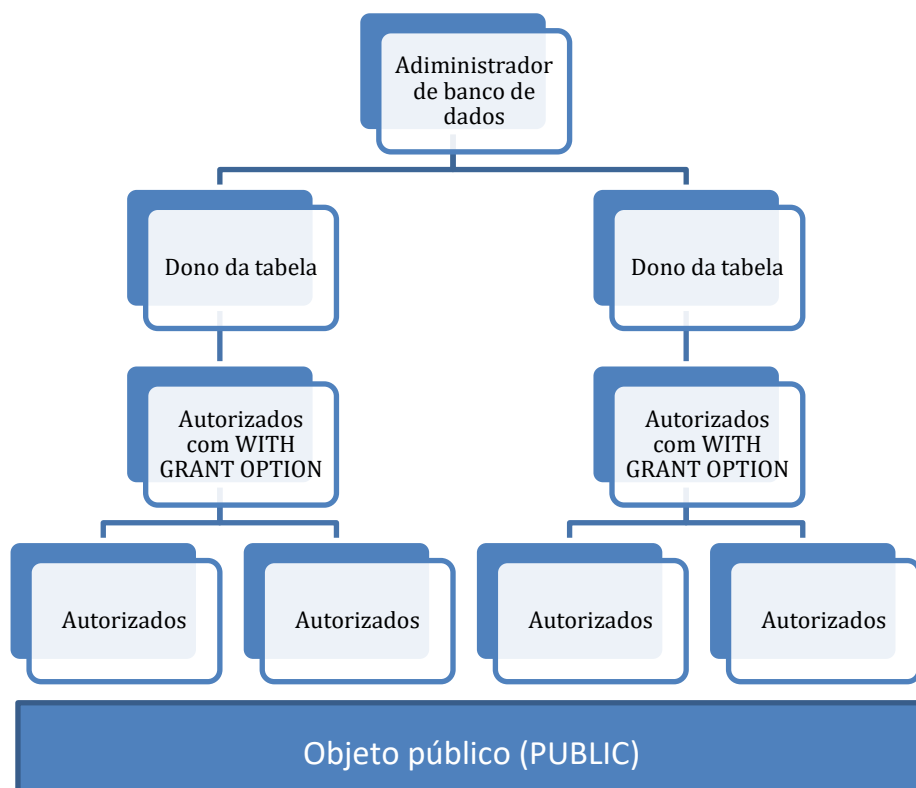 Adiministrador
de banco de
dados
Dono da tabela
Dono da tabela
Autorizados
com WITH
GRANT OPTION
Autorizados
com WITH
GRANT OPTION
Autorizados
Autorizados
Autorizados
Autorizados
Objeto público (PUBLIC)